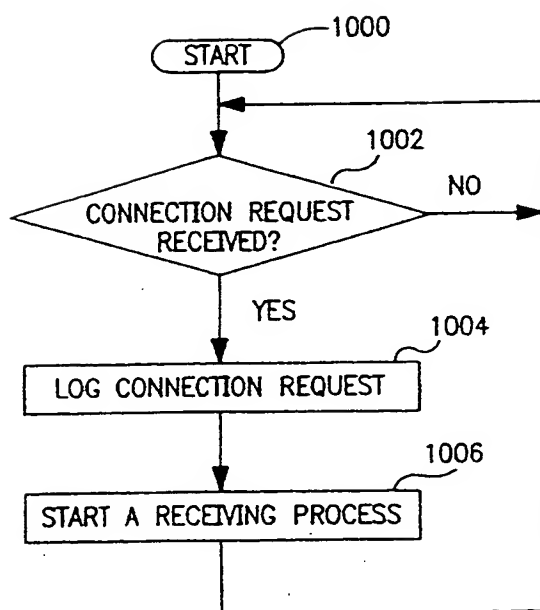 1000
START
1002
CONNECTION REQUEST
RECEIVED?
NO
YES
1004
LOG CONNECTION REQUEST
1006
START A RECEIVING PROCESS